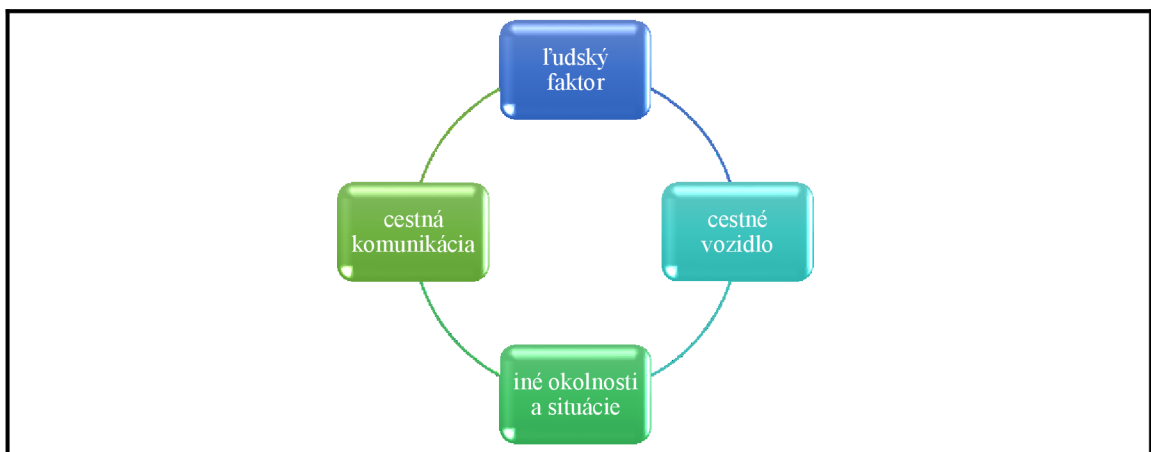 ľudský
faktor
cestná
komunikácia
cestné
vozidlo
iné okolnosti
a situácie